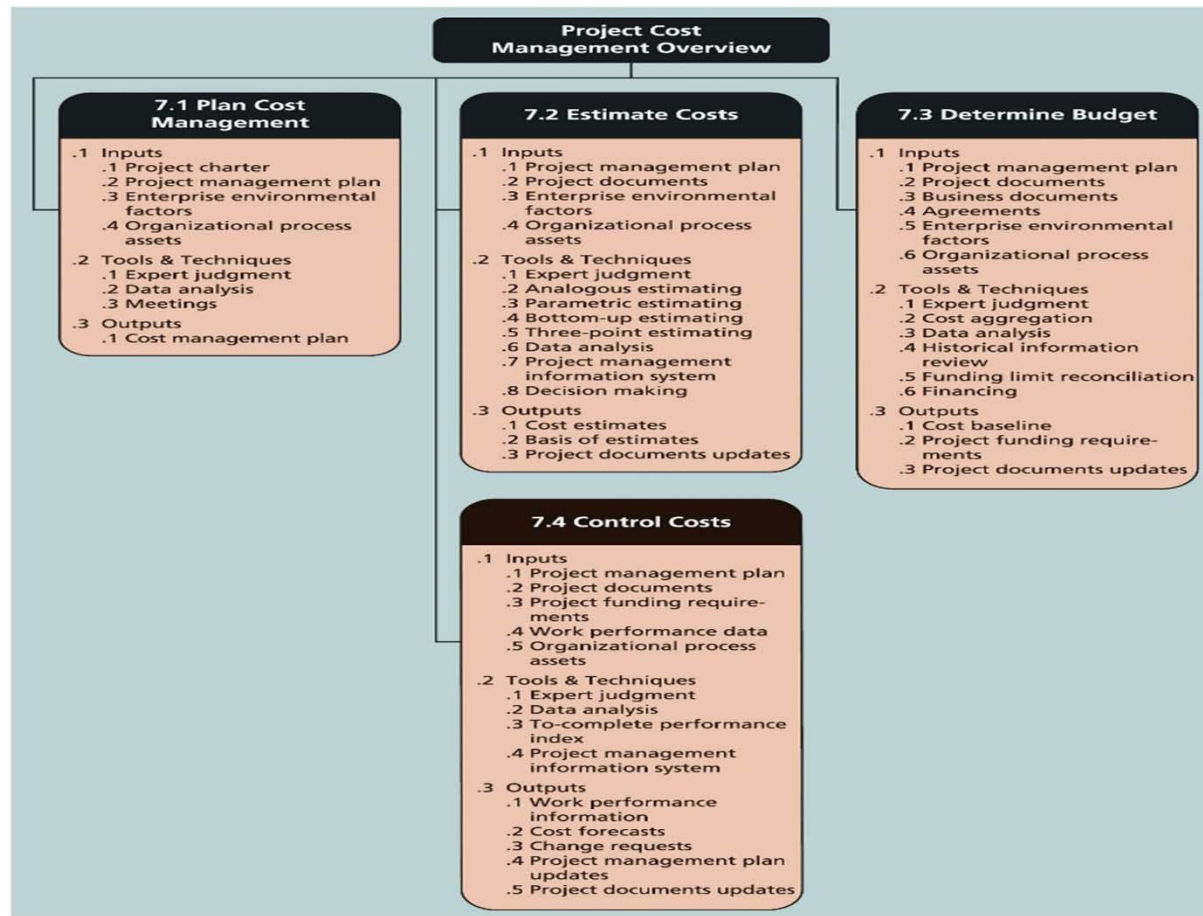 Project Cost
Management Overview
7.1 Plan Cost
Management
.1 Inputs
.1 Project charter
.2 Project management plan
.3 Enterprise environmental
factors
.4 Organizational process
assets
.2 Tools & Techniques
.1 Expert judgment
.2 Data analysis
.3 Meetings
.3 Outputs
.1 Cost management plan
7.2 Estimate Costs
.1 Inputs
.1 Project management plan
.2 Project documents
.3 Enterprise environmental
factors
.4 Organizational process
assets
.2 Tools & Techniques
.1 Expert judgment
.2 Analogous estimating
.3 Parametric estimating
.4 Bottom-up estimating
.5 Three-point estimating
.6 Data analysis
.7 Project management
information system
.8 Decision making
.3 Outputs
.1 Cost estimates
.2 Basis of estimates
.3 Project documents updates
7.3 Determine Budget
.1 Inputs
.1 Project management plan
.2 Project documents
.3 Business documents
.4 Agreements
.5 Enterprise environmental
factors
.6 Organizational process
assets
.2 Tools & Techniques
.1 Expert judgment
.2 Cost aggregation
.3 Data analysis
.4 Historical information
review
.5 Funding limit reconciliation
.6 Financing
.3 Outputs
.1 Cost baseline
.2 Project funding require-
ments
.3 Project documents updates
7.4 Control Costs
.1 Inputs
.1 Project management plan
.2 Project documents
.3 Project funding require-
ments
.4 Work performance data
.5 Organizational process
assets
.2 Tools & Techniques
.1 Expert judgment
.2 Data analysis
.3 To-complete performance
index
.4 Project management
information system
.3 Outputs
.1 Work performance
information
.2 Cost forecasts
.3 Change requests
.4 Project management plan
updates
.5 Project documents updates